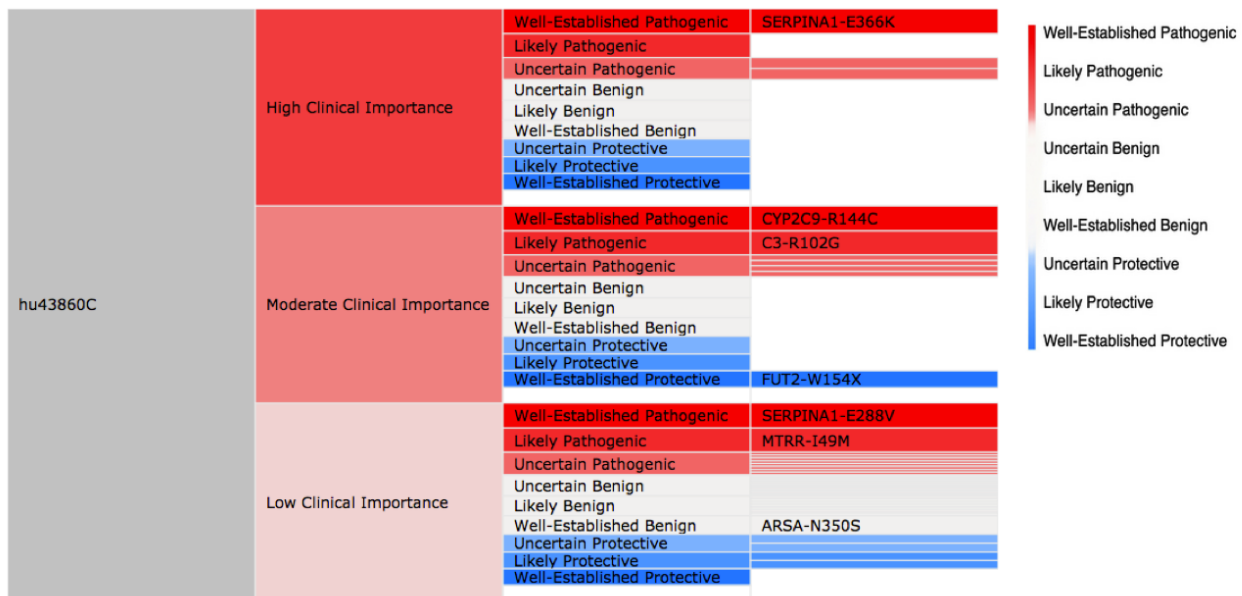 hu43860C
High Clinical Importance
Well-Established Pathogenic SERPINA1-E366K
Likely Pathogenic
Uncertain Pathogenic
Uncertain Benign
Likely Benign
Well-Established Benign
Uncertain Protective
Likely Protective
Well-Established Protective
Moderate Clinical Importance
Well-Established Pathogenic CYP2C9-R144C
Likely Pathogenic C3-R102G
Uncertain Pathogenic
Uncertain Benign
Likely Benign
Well-Established Benign
Uncertain Protective
Likely Protective
Well-Established Protective FUT2-W154X
Low Clinical Importance
Well-Established Pathogenic SERPINA1-E288V
Likely Pathogenic MTRR-I49M
Uncertain Pathogenic
Uncertain Benign
Likely Benign
Well-Established Benign ARSA-N350S
Uncertain Protective
Likely Protective
Well-Established Protective
Well-Established Pathogenic
Likely Pathogenic
Uncertain Pathogenic
Uncertain Benign
Likely Benign
Well-Established Benign
Uncertain Protective
Likely Protective
Well-Established Protective